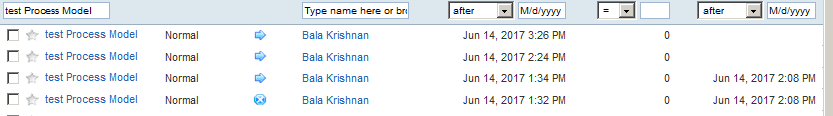 test Process Model Type name here or bro after M/d/yyyy = after M/d/yyyy
test Process Model Normal Bala Krishnan Jun 14, 2017 3:26 PM 0
test Process Model Normal Bala Krishnan Jun 14, 2017 2:24 PM 0
test Process Model Normal Bala Krishnan Jun 14, 2017 1:34 PM 0 Jun 14, 2017 2:08 PM
test Process Model Normal Bala Krishnan Jun 14, 2017 1:32 PM 0 Jun 14, 2017 2:08 PM